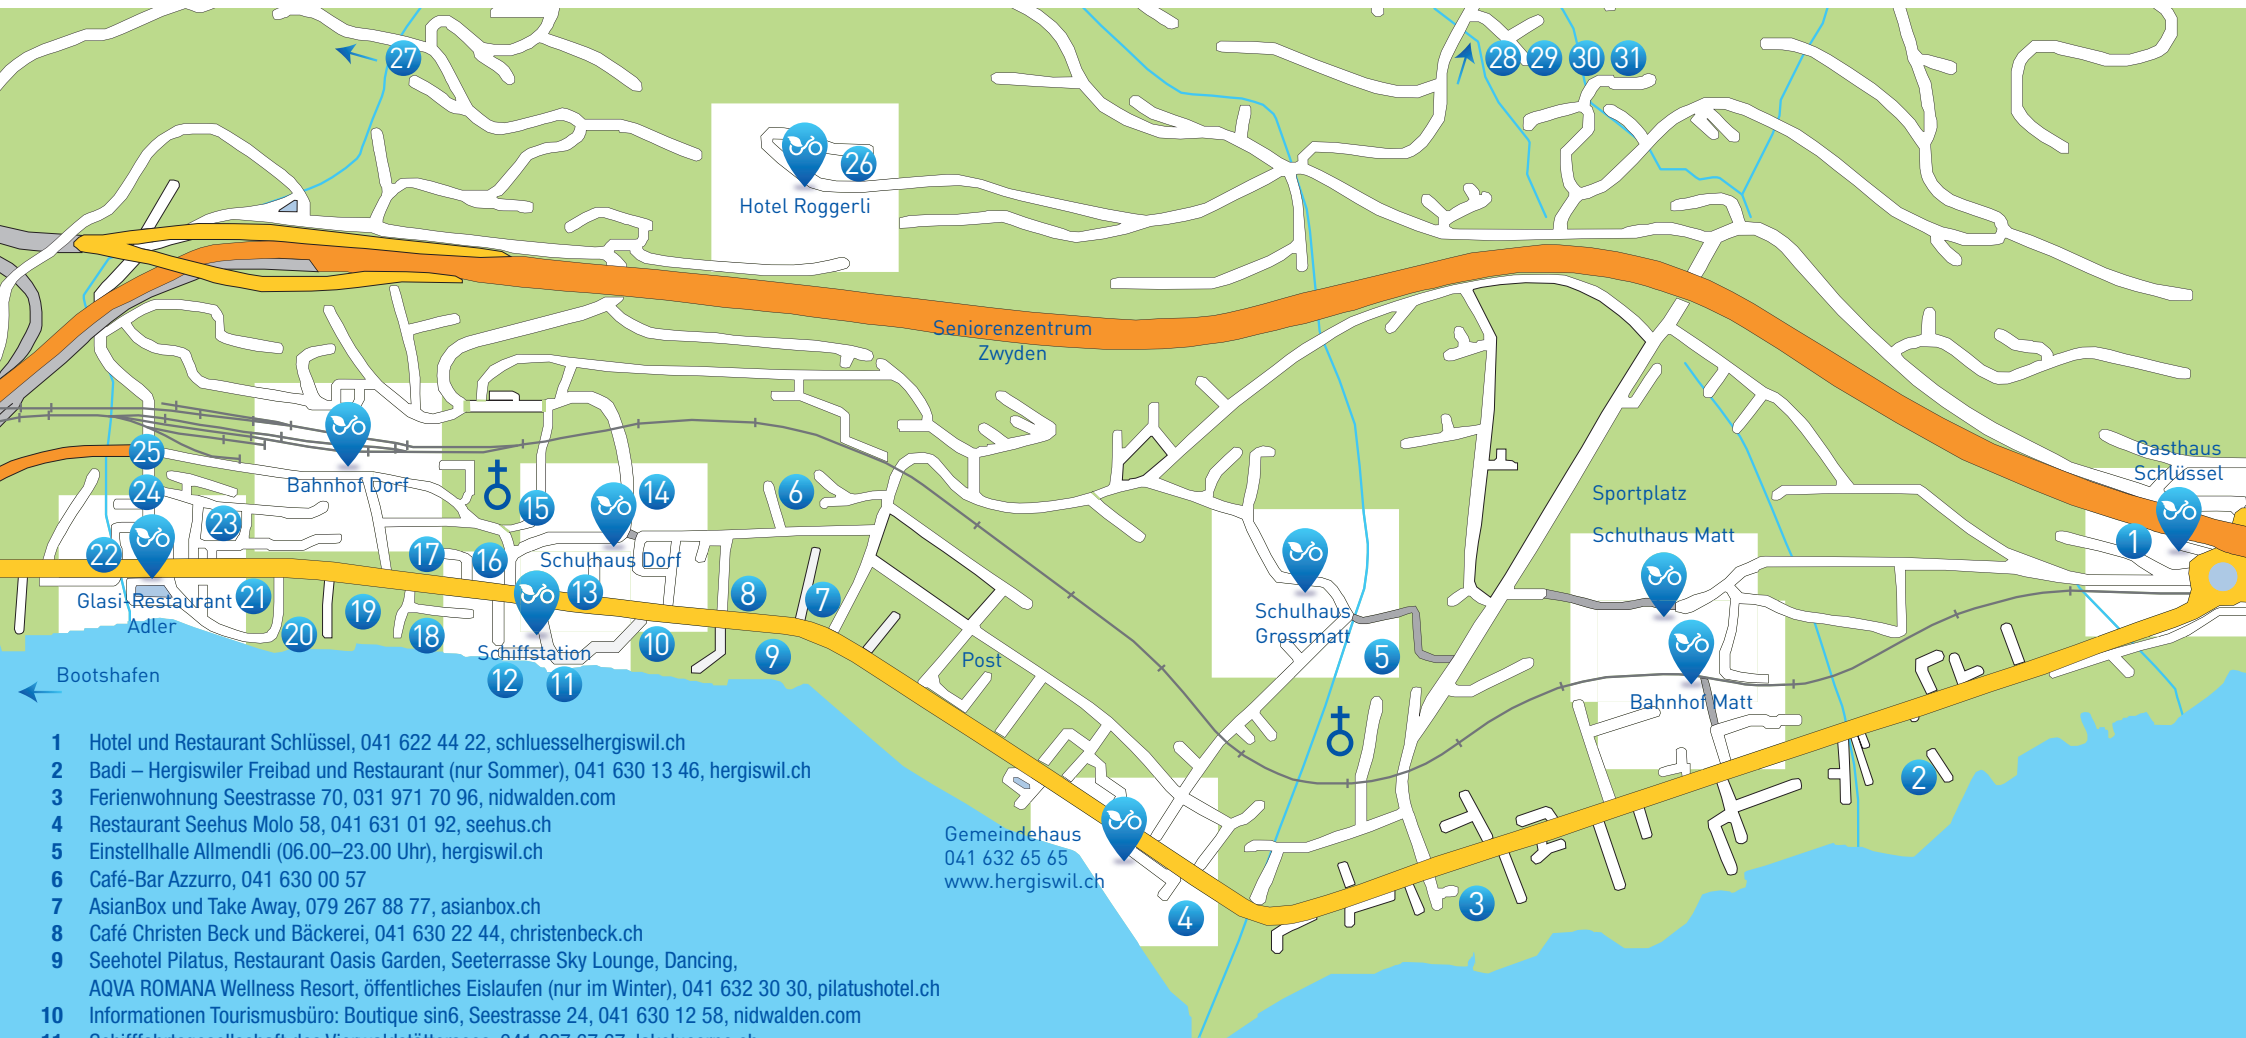 27
28 29 30 31
26
Hotel Roggerli
Seniorenzentrum
Zwyden
Gasthaus
Schlüssel
25
Bahnhof Dorf
24
14
6
15
Sportplatz
23
Schulhaus Matt
1
22
17
16
Schulhaus Dorf
Glasi-Restaurant
Adler
21
13
8
7
19
Schulhaus
Grossmatt
20
18
Schiffstation
10
9
5
Post
Bootshafen
12
11
Bahnhof Matt
2
Gemeindehaus
041 632 65 65
www.hergiswil.ch
4
3
1 Hotel und Restaurant Schlüssel, 041 622 44 22, schluesselhergiswil.ch
2 Badi – Hergiswiler Freibad und Restaurant (nur Sommer), 041 630 13 46, hergiswil.ch
3 Ferienwohnung Seestrasse 70, 031 971 70 96, nidwalden.com
4 Restaurant Seehus Molo 58, 041 631 01 92, seehus.ch
5 Einstellhalle Allmendli (06.00–23.00 Uhr), hergiswil.ch
6 Café-Bar Azzurro, 041 630 00 57
7 AsianBox und Take Away, 079 267 88 77, asianbox.ch
8 Café Christen Beck und Bäckerei, 041 630 22 44, christenbeck.ch
9 Seehotel Pilatus, Restaurant Oasis Garden, Seeterrasse Sky Lounge, Dancing,
AQVA ROMANA Wellness Resort, öffentliches Eislaufen (nur im Winter), 041 632 30 30, pilatushotel.ch
10 Informationen Tourismusbüro: Boutique sin6, Seestrasse 24, 041 630 12 58, nidwalden.com